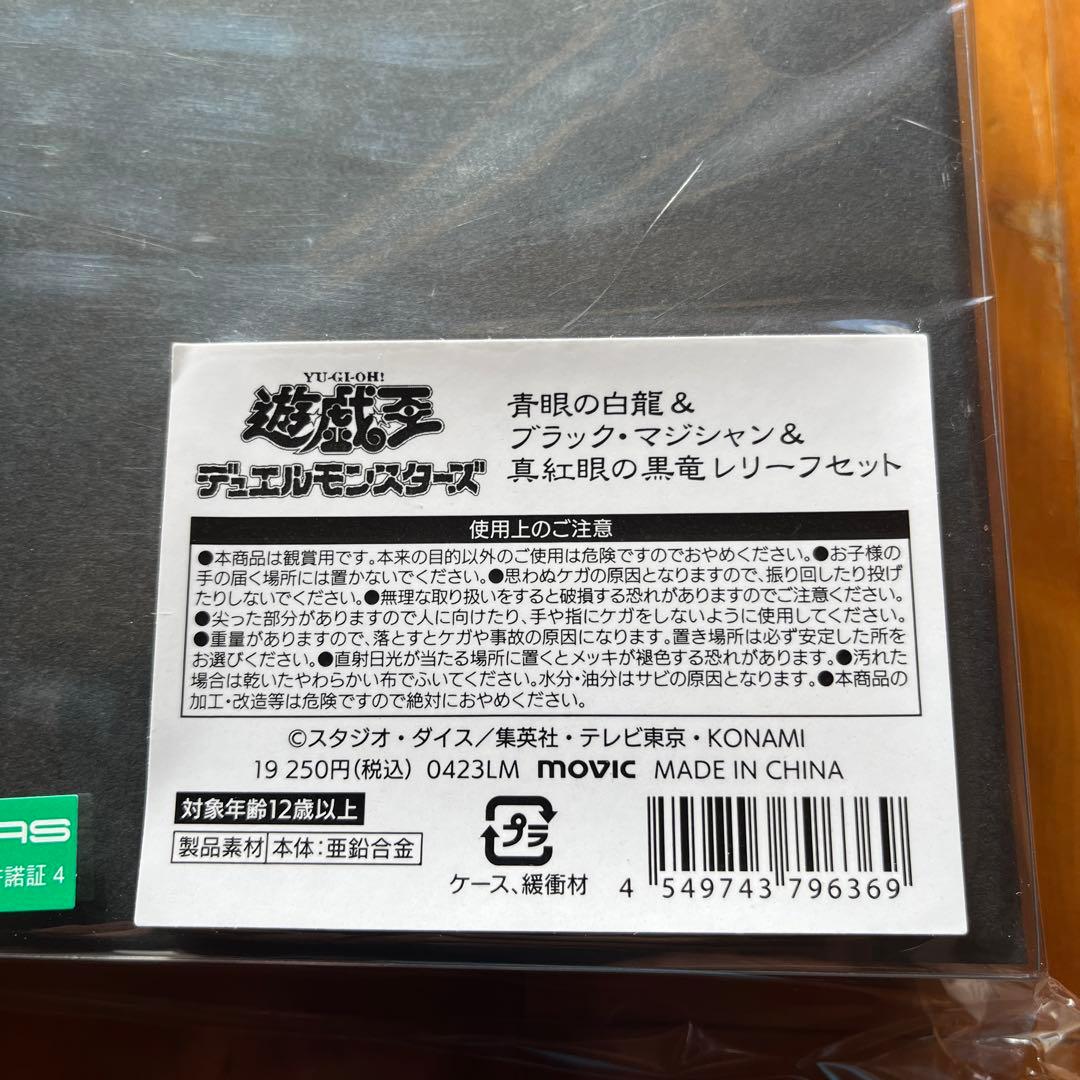 YU-GI-OH!
遊戯王
デュエルモンスターズ
青眼の白龍&
ブラック・マジシャン&
真紅眼の黒竜レリーフセット
使用上のご注意
●本商品は観賞用です。本来の目的以外のご使用は危険ですのでおやめください。●お子様の
手の届く場所には置かないでください。●思わぬケガの原因となりますので、振り回したり投げ
たりしないでください。●無理な取り扱いをすると破損する恐れがありますのでご注意ください。
●尖った部分がありますので人に向けたり、手や指にケガをしないように使用してください。
●重量がありますので、落とすとケガや事故の原因になります。置き場所は必ず安定した所を
お選びください。●直射日光が当たる場所に置くとメッキが褪色する恐れがあります。●汚れた
場合は乾いたやわらかい布でふいてください。水分・油分はサビの原因となります。●本商品の
加工・改造等は危険ですので絶対におやめください。
©スタジオ・ダイス/集英社・テレビ東京・KONAMI
19 250円(税込) 0423LM movic MADE IN CHINA
対象年齢12歳以上
製品素材 本体:亜鉛合金
プラ
ケース、緩衝材
4 549743 796369
AS
諾証 4